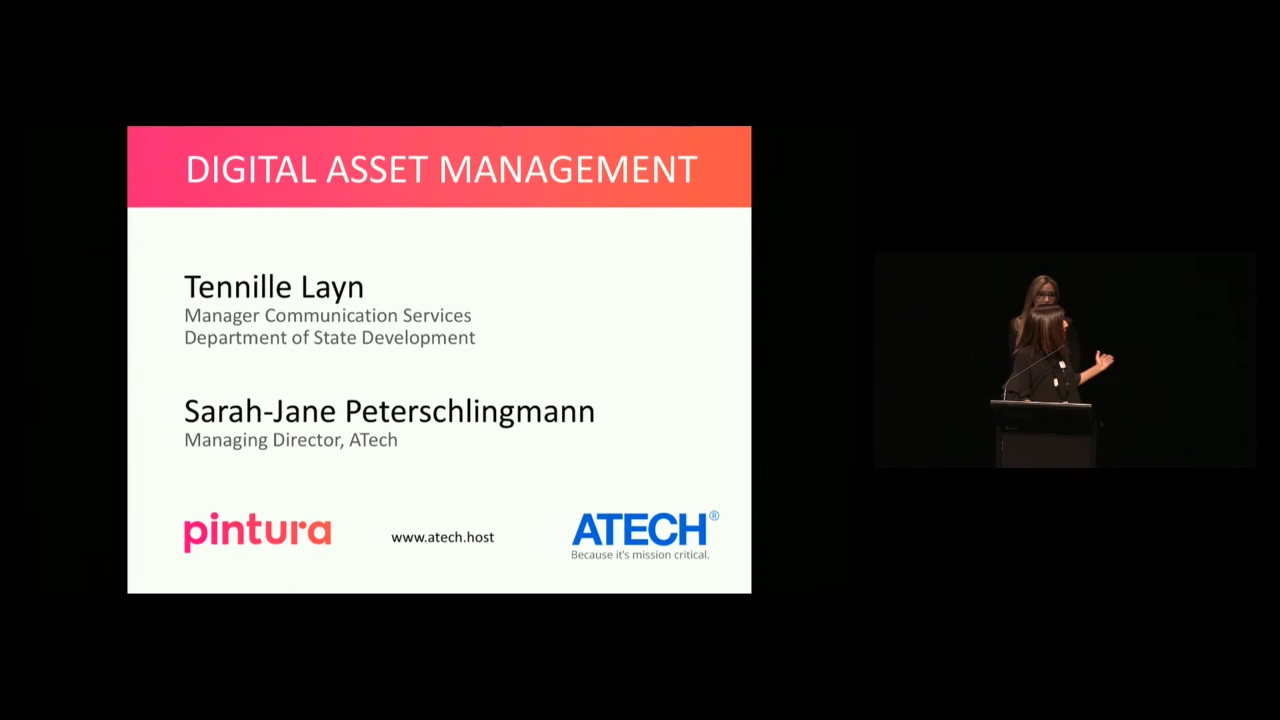 DIGITAL ASSET MANAGEMENT
Tennille Layn
Manager Communication Services
Department of State Development
Sarah-Jane Peterschlingmann
Managing Director, ATech
pintura
www.atech.host
ATECH®
Because it's mission critical.